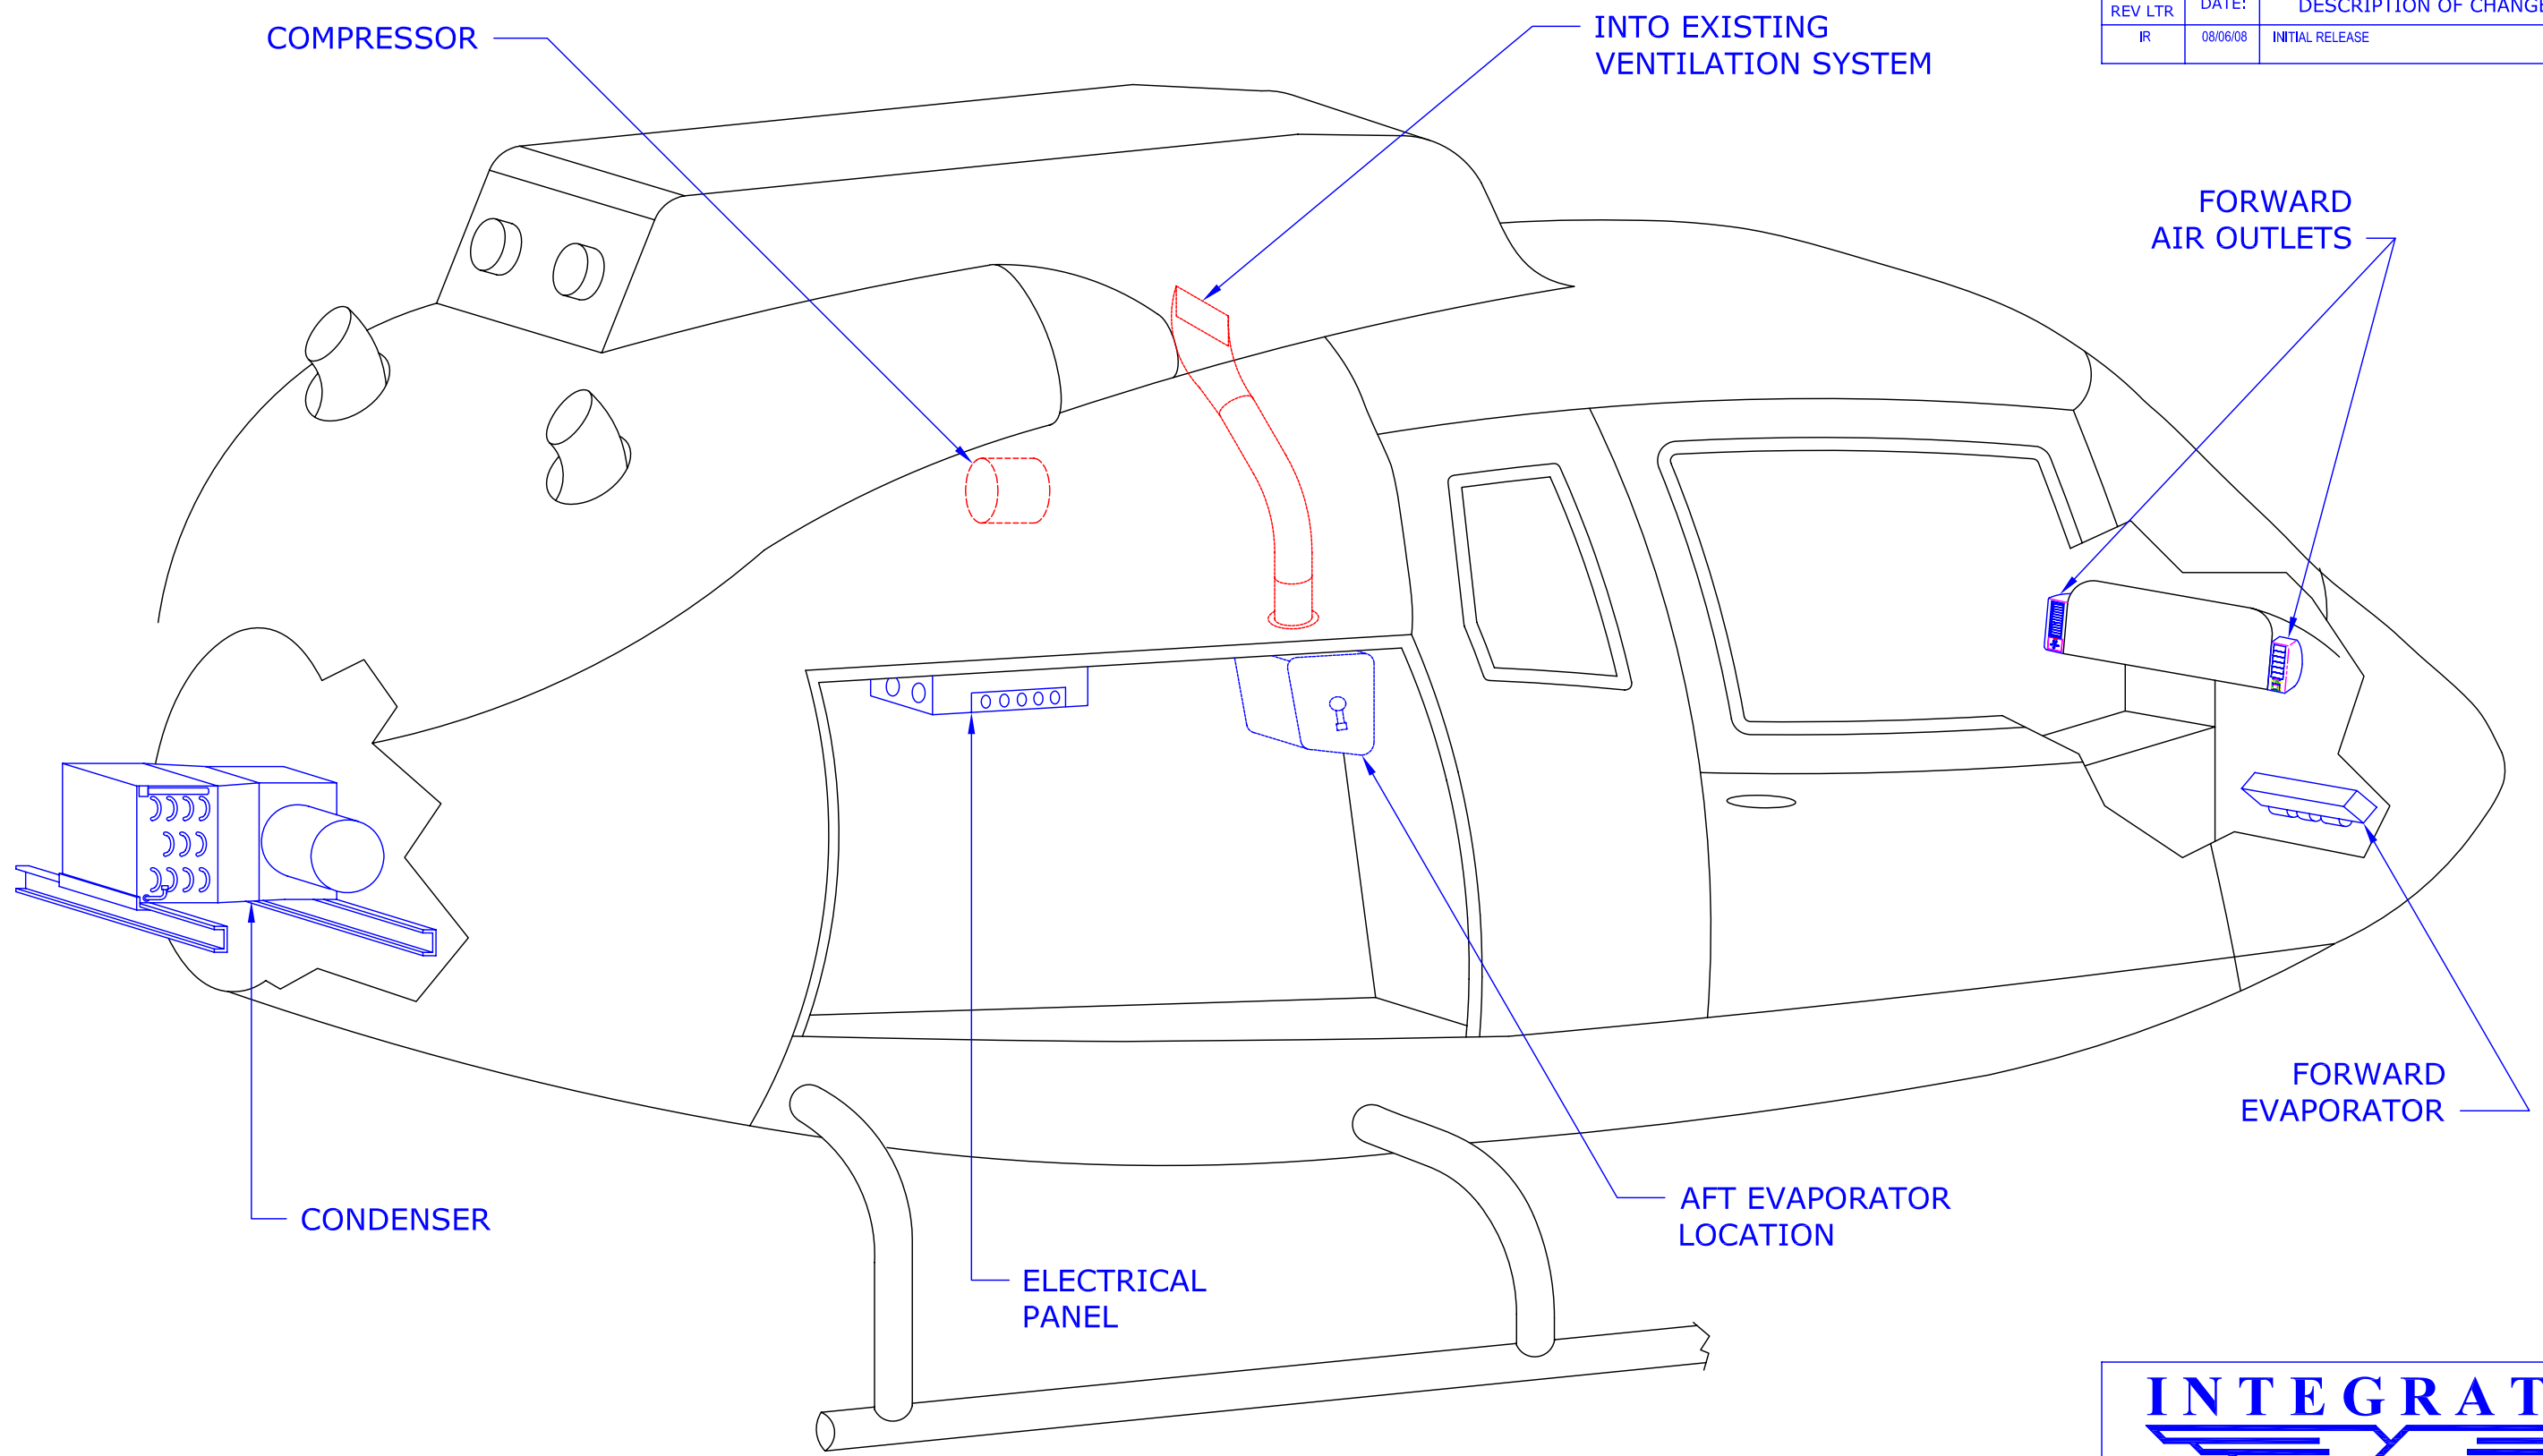 COMPRESSOR
INTO EXISTING
VENTILATION SYSTEM
REV LTR DATE: DESCRIPTION OF CHANGE
IR 08/06/08 INITIAL RELEASE
FORWARD
AIR OUTLETS
FORWARD
EVAPORATOR
AFT EVAPORATOR
LOCATION
CONDENSER
ELECTRICAL
PANEL
INTEGRAT